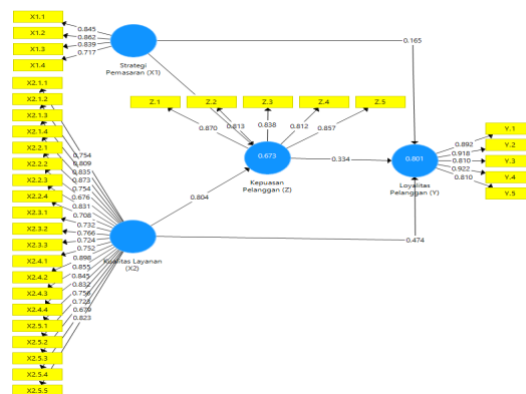 X1.1
X1.2
X1.3
X1.4
0.845
0.862
0.839
0.717
Strategi
Pemasaran (X1)
0.165
X2.1.1
X2.1.2
X2.1.3
X2.1.4
X2.2.1
X2.2.2
X2.2.3
X2.2.4
X2.3.1
X2.3.2
X2.3.3
X2.4.1
X2.4.2
X2.4.3
X2.4.4
X2.5.1
X2.5.2
X2.5.3
X2.5.4
X2.5.5
0.754
0.809
0.835
0.873
0.754
0.676
0.831
0.708
0.732
0.766
0.724
0.752
0.898
0.855
0.845
0.832
0.823
Kualitas Layanan
(X2)
Z.1
Z.2
Z.3
Z.4
Z.5
0.870
0.813
0.838
0.812
0.857
0.673
Kepuasan
Pelanggan (Z)
0.804
0.334
0.474
0.801
Loyalitas
Pelanggan (Y)
0.892
0.918
0.810
0.922
0.810
Y.1
Y.2
Y.3
Y.4
Y.5